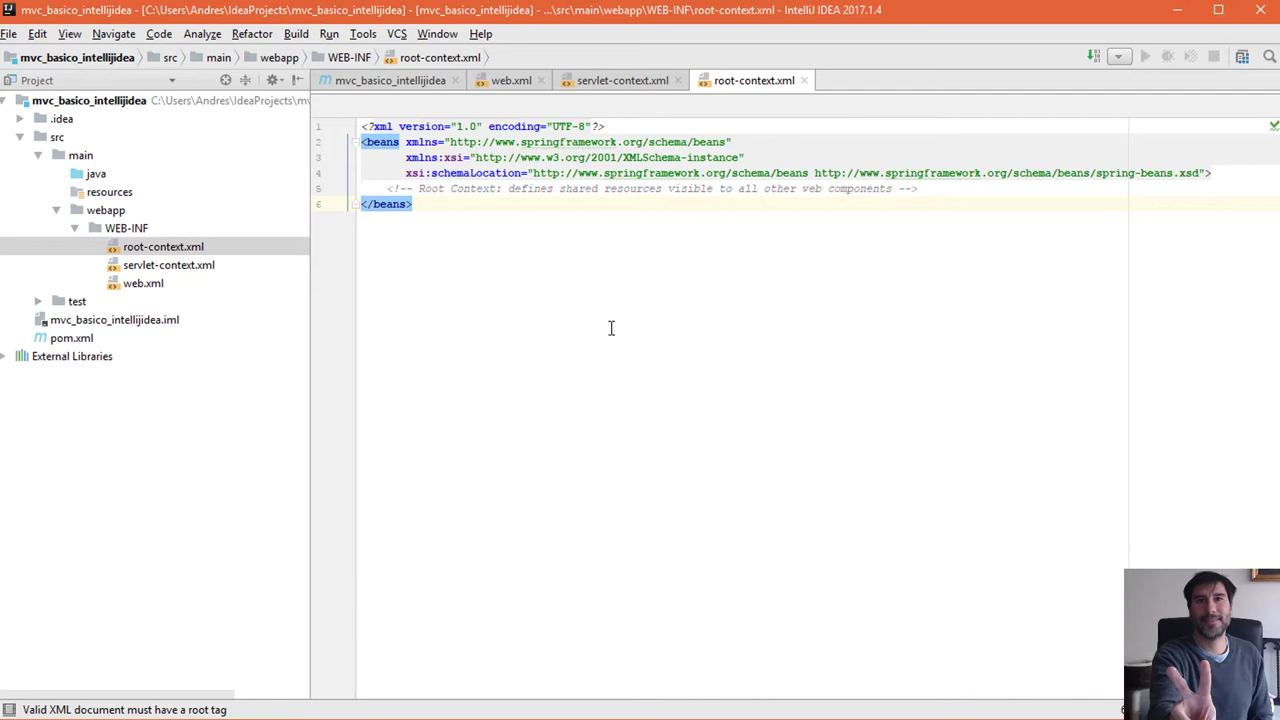 mvc_basico_intellijidea - [C:\Users\Andres\IdeaProjects\mvc_basico_intellijidea] - [mvc_basico_intellijidea] - ...\src\main\webapp\WEB-INF\root-context.xml - IntelliJ IDEA 2017.1.4
File Edit View Navigate Code Analyze Refactor Build Run Tools VCS Window Help
mvc_basico_intellijidea src main webapp WEB-INF root-context.xml
Project
mvc_basico_intellijidea web.xml servlet-context.xml root-context.xml
mvc_basico_intellijidea C:\Users\Andres\IdeaProjects\m
.idea
src
main
java
resources
webapp
WEB-INF
root-context.xml
servlet-context.xml
web.xml
test
mvc_basico_intellijidea.iml
pom.xml
External Libraries
1 <?xml version="1.0" encoding="UTF-8"?>
2 <beans xmlns="http://www.springframework.org/schema/beans"
3 xmlns:xsi="http://www.w3.org/2001/XMLSchema-instance"
4 xsi:schemaLocation="http://www.springframework.org/schema/beans http://www.springframework.org/schema/beans/spring-beans.xsd">
5 <!-- Root Context: defines shared resources visible to all other web components -->
6 </beans>
Valid XML document must have a root tag